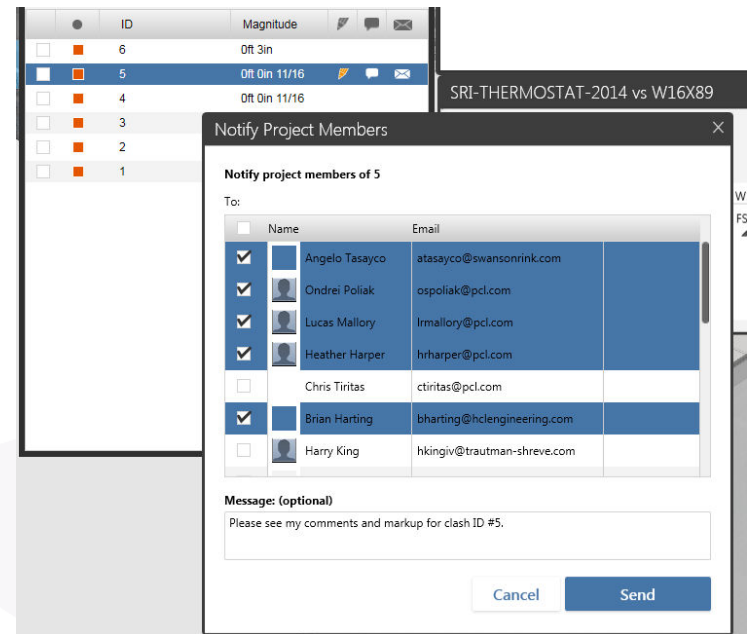 ID Magnitude
6 0ft 3in
5 0ft 0in 11/16
4 0ft 0in 11/16
3
2
1
SRI-THERMOSTAT-2014 vs W16X89
W
FS
Notify Project Members
Notify project members of 5
To:
Name Email
Angelo Tasayco atasayco@swansonrink.com
Ondrei Poliak ospoliak@pcl.com
Lucas Mallory lrmallory@pcl.com
Heather Harper hrharper@pcl.com
Chris Tiritas ctiritas@pcl.com
Brian Harting bharting@hclengineering.com
Harry King hkingiv@trautman-shreve.com
Message: (optional)
Please see my comments and markup for clash ID #5.
Cancel Send